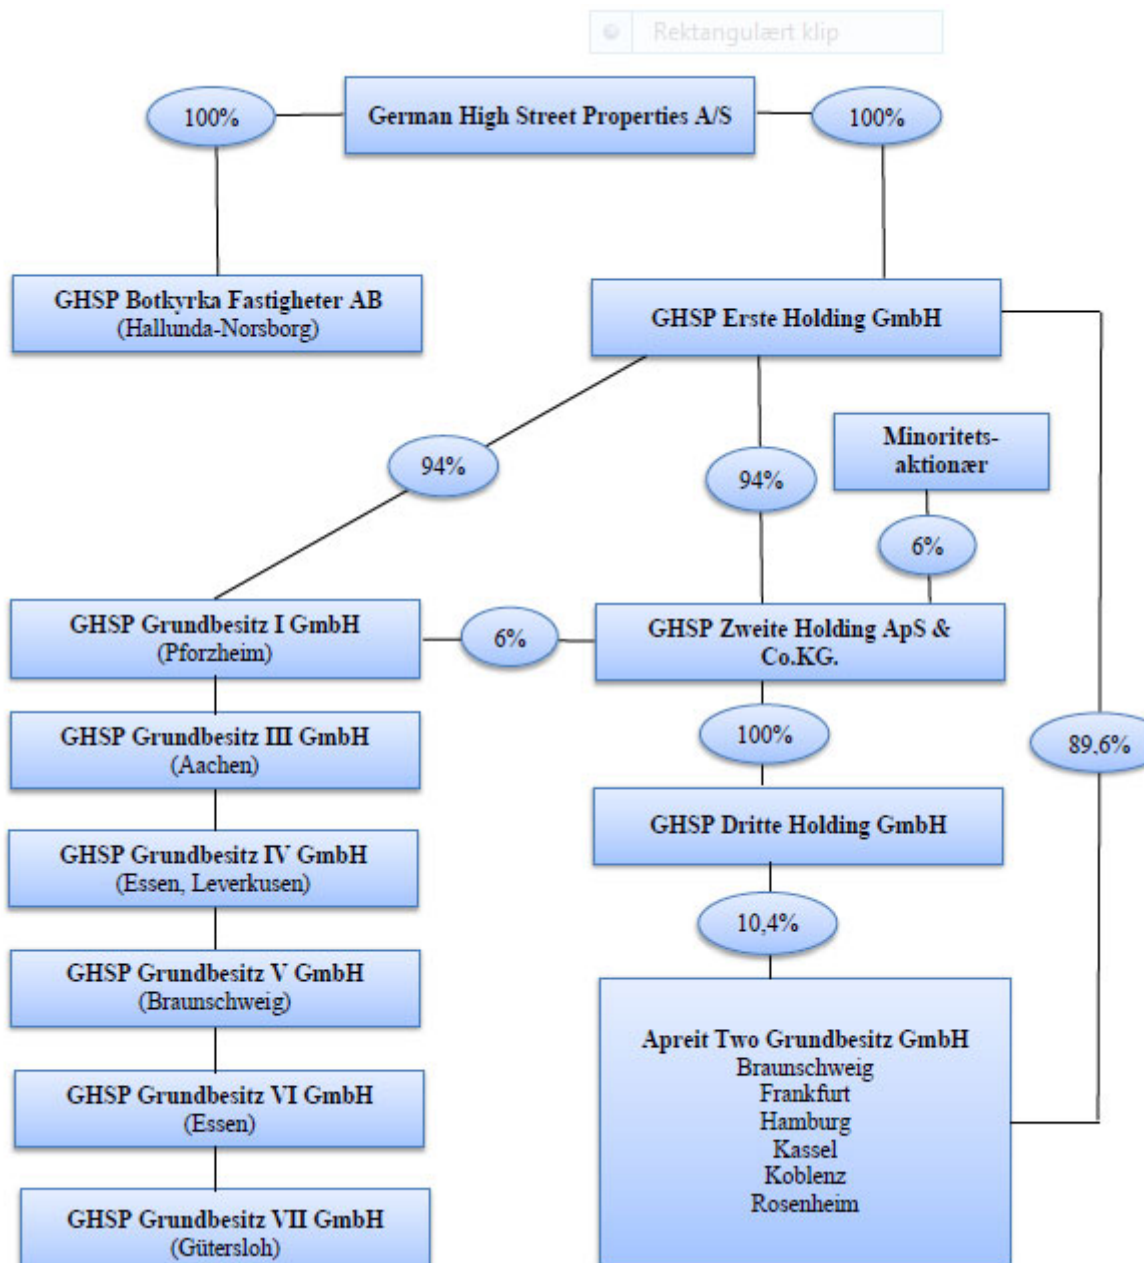 Rektangulært klip
100%
German High Street Properties A/S
100%
GHSP Botkyrka Fastigheter AB
(Hallunda-Norsborg)
GHSP Erste Holding GmbH
94%
94%
Minoritets-
aktionær
6%
GHSP Grundbesitz I GmbH
(Pforzheim)
6%
GHSP Zweite Holding ApS &
Co.KG.
GHSP Grundbesitz III GmbH
(Aachen)
100%
89,6%
GHSP Dritte Holding GmbH
GHSP Grundbesitz IV GmbH
(Essen, Leverkusen)
10,4%
GHSP Grundbesitz V GmbH
(Braunschweig)
Apreit Two Grundbesitz GmbH
Braunschweig
Frankfurt
Hamburg
Kassel
Koblenz
Rosenheim
GHSP Grundbesitz VI GmbH
(Essen)
GHSP Grundbesitz VII GmbH
(Gütersloh)